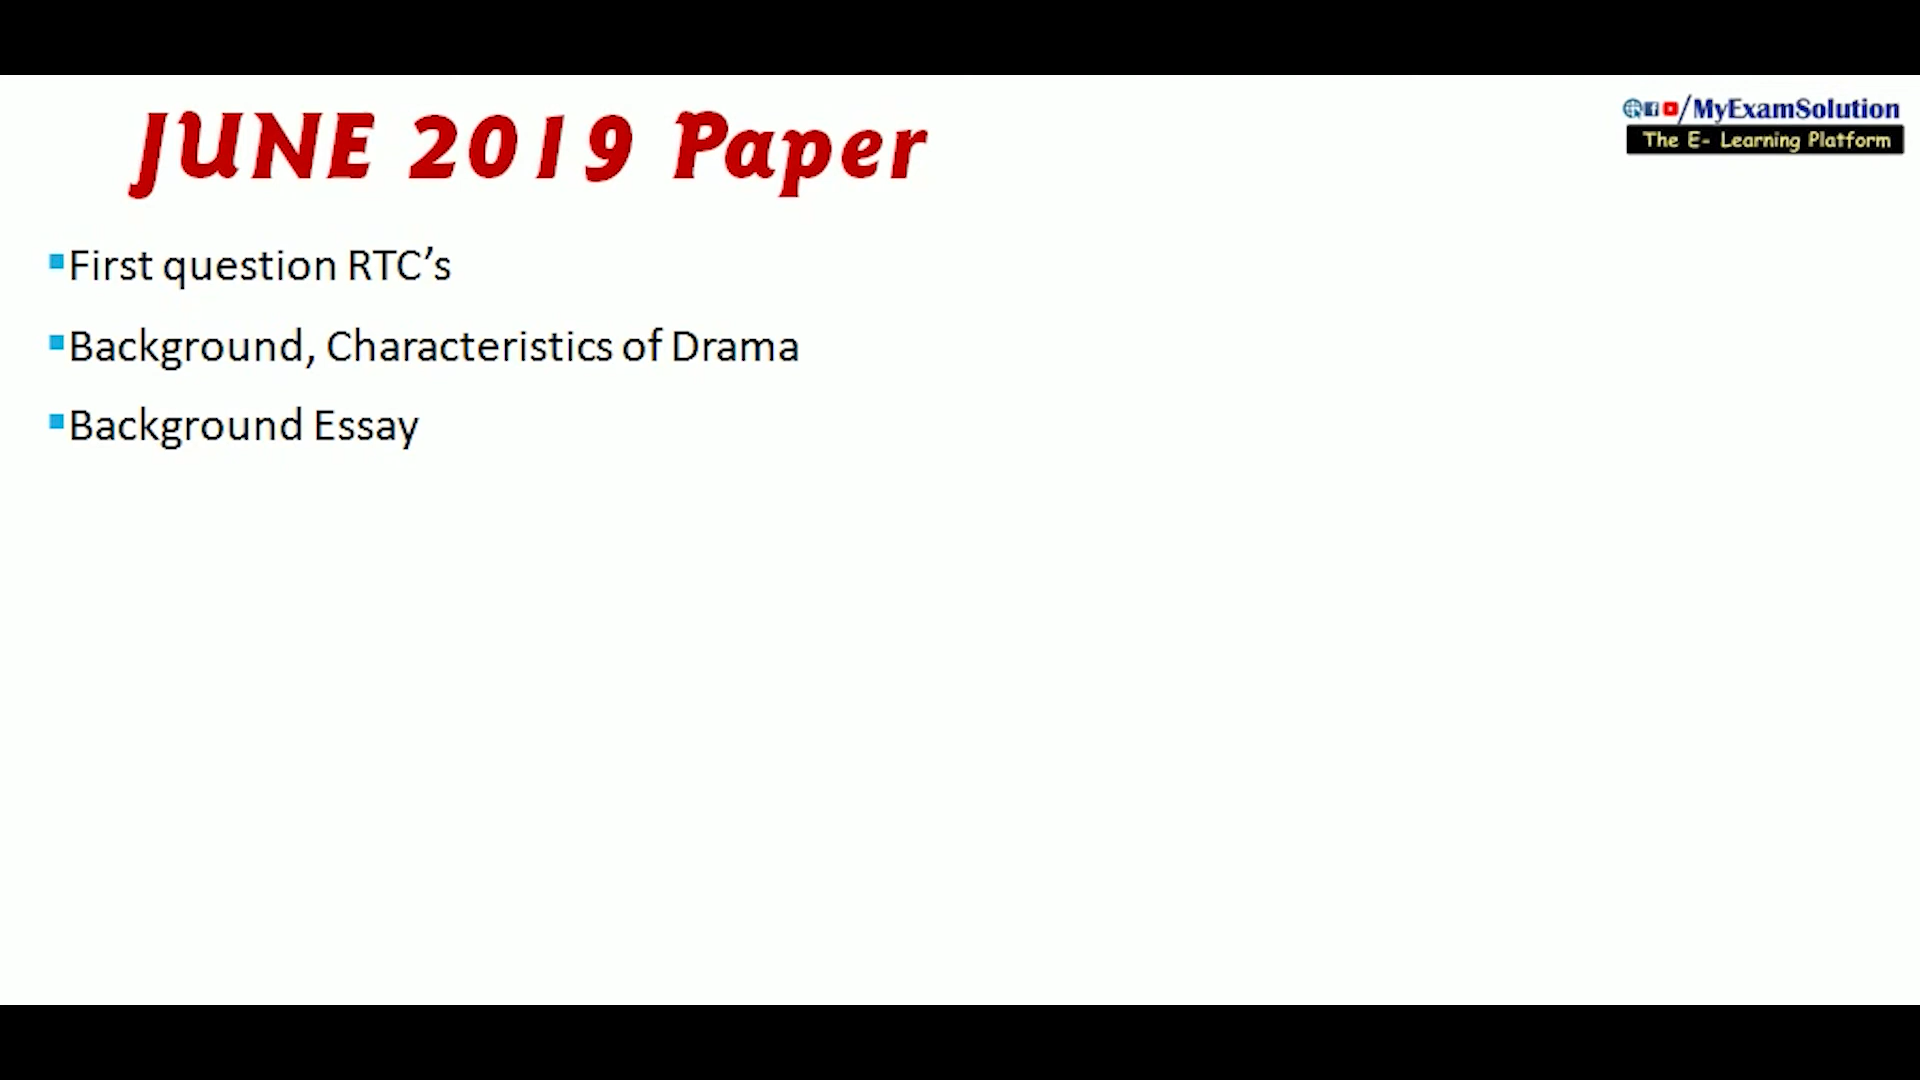 JUNE 2019 Paper
/MyExamSolution
The E- Learning Platform
First question RTC’s
Background, Characteristics of Drama
Background Essay